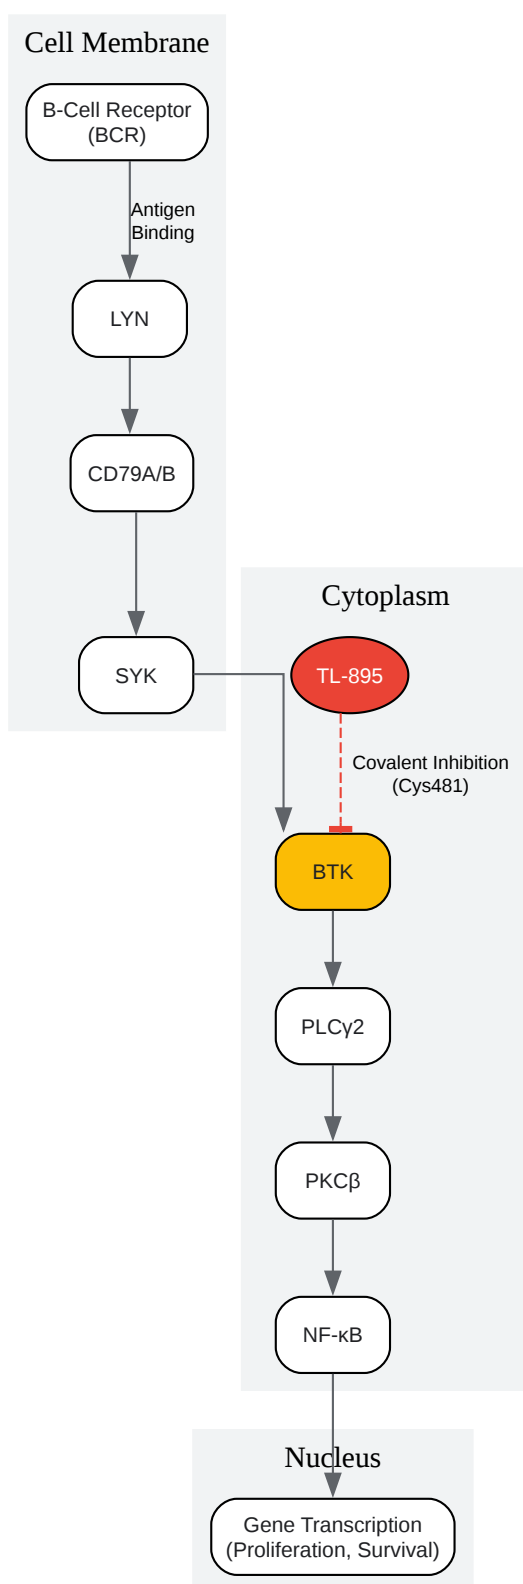 Cell Membrane
B-Cell Receptor
(BCR)
Antigen
Binding
LYN
CD79A/B
SYK
Cytoplasm
TL-895
Covalent Inhibition
(Cys481)
BTK
PLCγ2
PKCβ
NF-κB
Nucleus
Gene Transcription
(Proliferation, Survival)